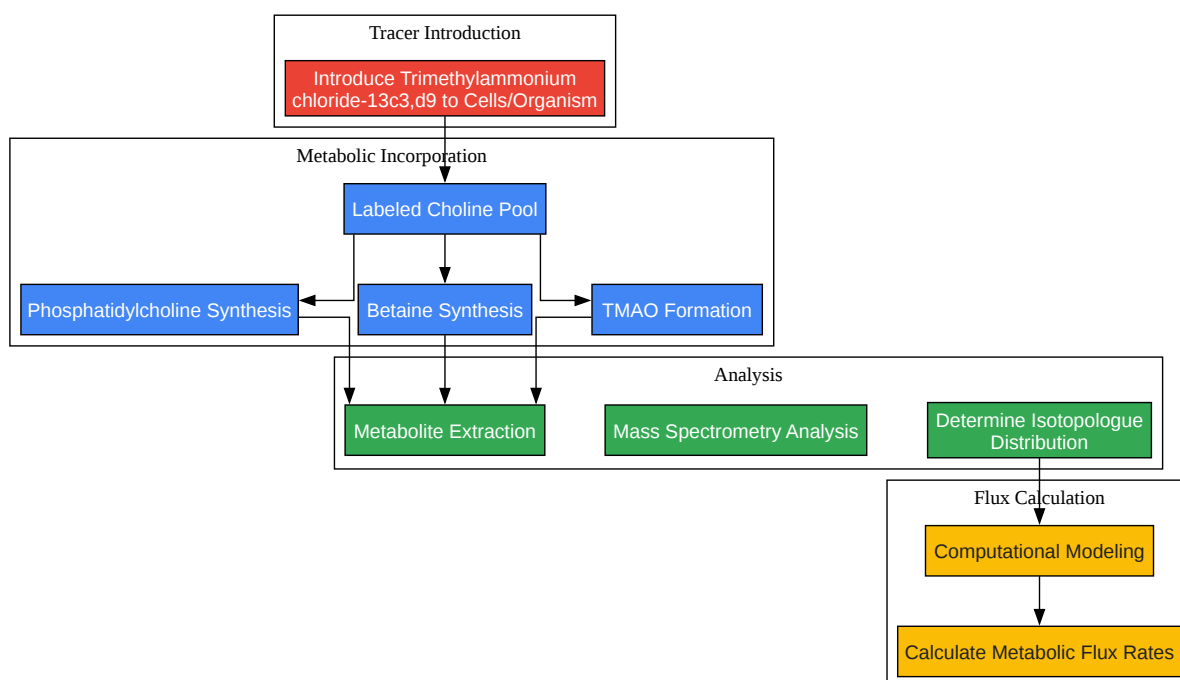 Tracer Introduction
Introduce Trimethylammonium
chloride-13c3,d9 to Cells/Organism
Metabolic Incorporation
Labeled Choline Pool
Phosphatidylcholine Synthesis
Betaine Synthesis
TMAO Formation
Analysis
Metabolite Extraction
Mass Spectrometry Analysis
Determine Isotopologue
Distribution
Flux Calculation
Computational Modeling
Calculate Metabolic Flux Rates